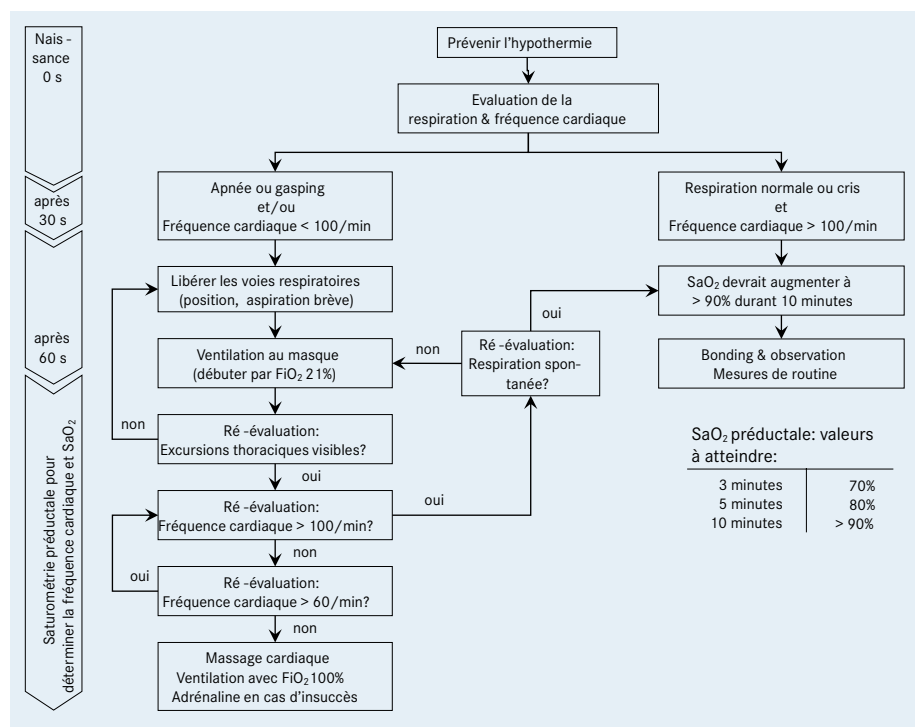 Nais -
sance
0 s
après
30 s
après
60 s
Saturométrie préductale pour
déterminer la fréquence cardiaque et SaO2
Prévenir l'hypothermie
Evaluation de la
respiration & fréquence cardiaque
Apnée ou gasping
et/ou
Fréquence cardiaque < 100/min
Respiration normale ou cris
et
Fréquence cardiaque > 100/min
Libérer les voies respiratoires
(position, aspiration brève)
SaO2 devrait augmenter à
> 90% durant 10 minutes
oui
Ventilation au masque
(débuter par FiO2 21%)
non
Ré -évaluation:
Respiration spon-
tanée?
Bonding & observation
Mesures de routine
non
Ré -évaluation:
Excursions thoraciques visibles?
oui
Ré -évaluation:
Fréquence cardiaque > 100/min?
oui
non
oui
Ré -évaluation:
Fréquence cardiaque > 60/min?
non
Massage cardiaque
Ventilation avec FiO2 100%
Adrénaline en cas d'insuccès
SaO2 préductale: valeurs
à atteindre:
3 minutes 70%
5 minutes 80%
10 minutes > 90%